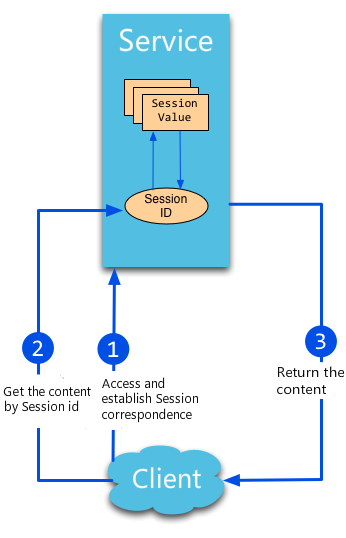 Service
Session
Value
Session
ID
2
1
3
Get the content
by Session id
Access and
establish Session
correspondence
Return the
content
Client